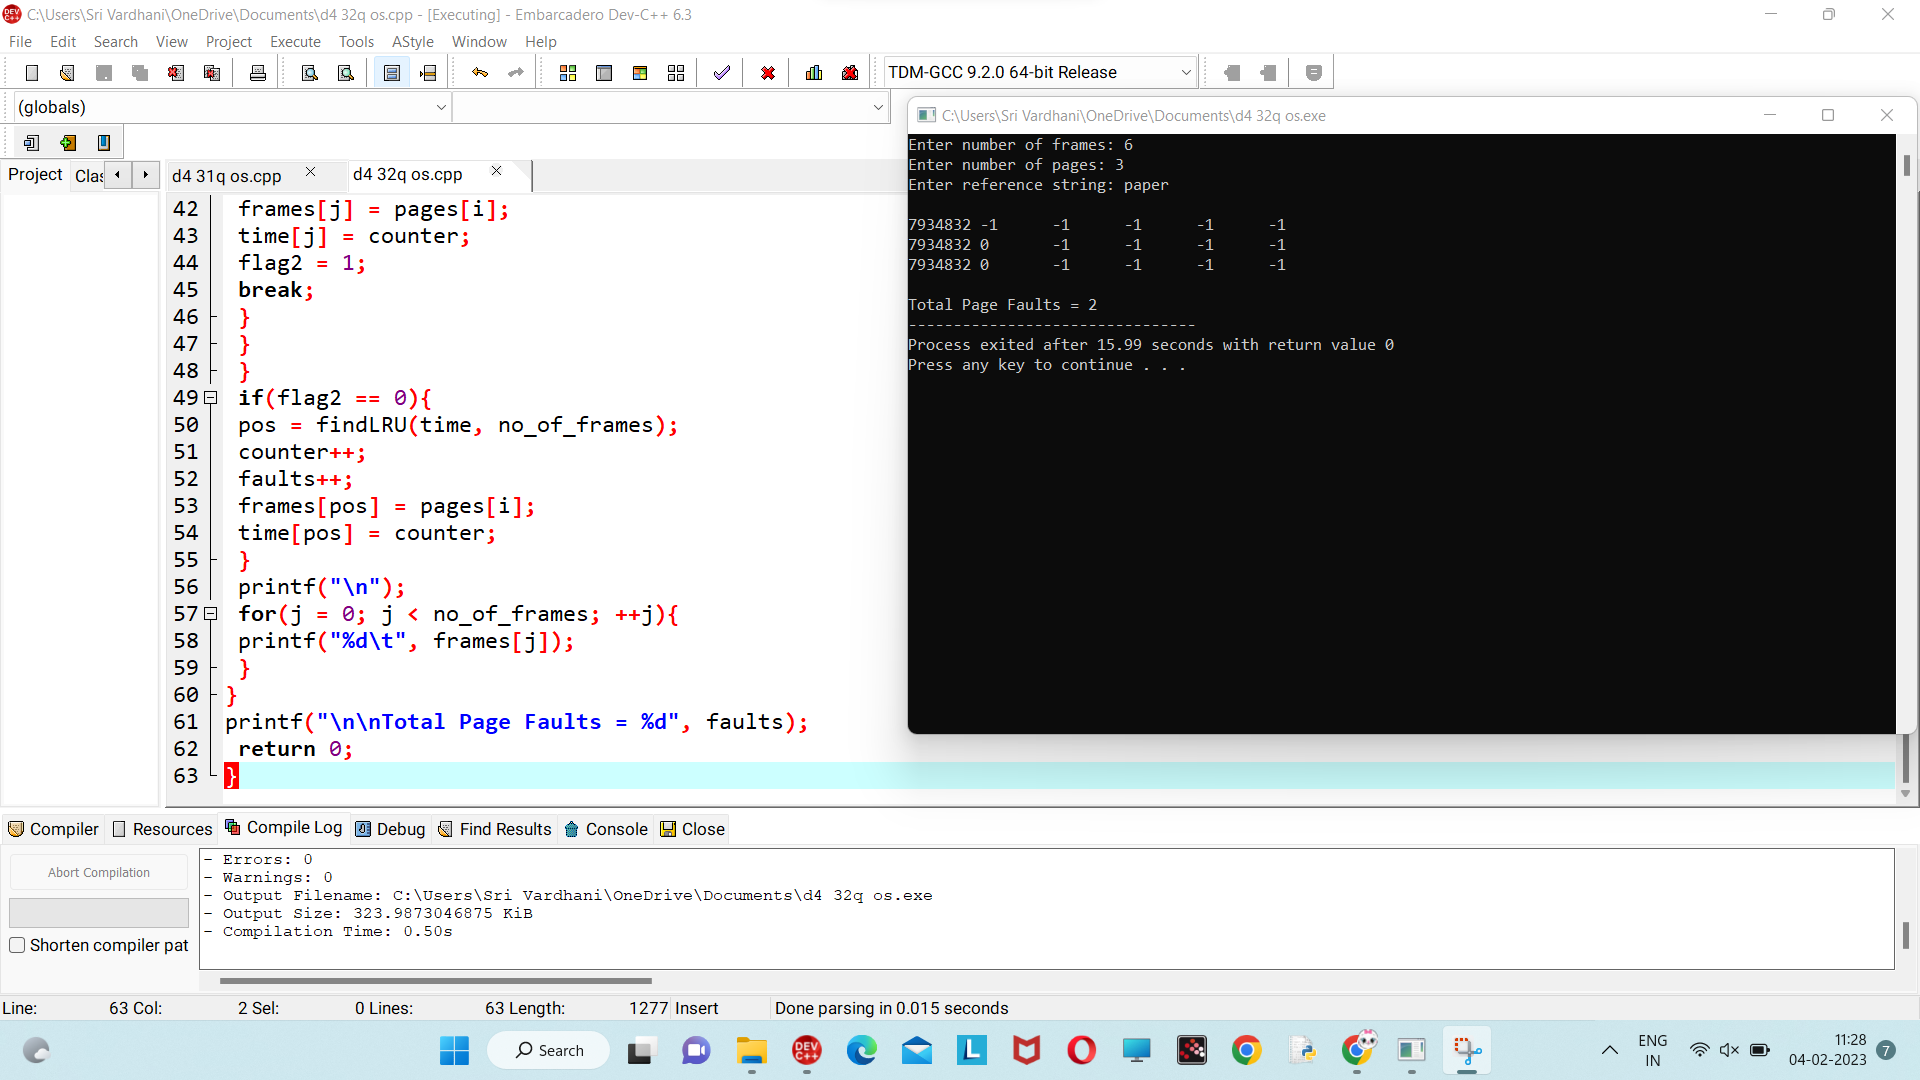 C:\Users\Sri Vardhani\OneDrive\Documents\d4 32q os.cpp - [Executing] - Embarcadero Dev-C++ 6.3
File Edit Search View Project Execute Tools AStyle Window Help
TDM-GCC 9.2.0 64-bit Release
(globals)
Project Clas
d4 31q os.cpp
d4 32q os.cpp
42 frames[j] = pages[i];
43 time[j] = counter;
44 flag2 = 1;
45 break;
46 }
47 }
48 }
49 if(flag2 == 0){
50 pos = findLRU(time, no_of_frames);
51 counter++;
52 faults++;
53 frames[pos] = pages[i];
54 time[pos] = counter;
55 }
56 printf("\n");
57 for(j = 0; j < no_of_frames; ++j){
58 printf("%d\t", frames[j]);
59 }
60 }
61 printf("\n\nTotal Page Faults = %d", faults);
62 return 0;
63 }
C:\Users\Sri Vardhani\OneDrive\Documents\d4 32q os.exe
Enter number of frames: 6
Enter number of pages: 3
Enter reference string: paper
7934832 -1 -1 -1 -1 -1
7934832 0 -1 -1 -1 -1
7934832 0 -1 -1 -1 -1
Total Page Faults = 2
--------------------------------
Process exited after 15.99 seconds with return value 0
Press any key to continue . . .
Compiler Resources Compile Log Debug Find Results Console Close
Abort Compilation
Shorten compiler pat
- Errors: 0
- Warnings: 0
- Output Filename: C:\Users\Sri Vardhani\OneDrive\Documents\d4 32q os.exe
- Output Size: 323.9873046875 KiB
- Compilation Time: 0.50s
Line: 63 Col: 2 Sel: 0 Lines: 63 Length: 1277 Insert Done parsing in 0.015 seconds
Search
DEV C++
L
ENG
IN
11:28
04-02-2023
7